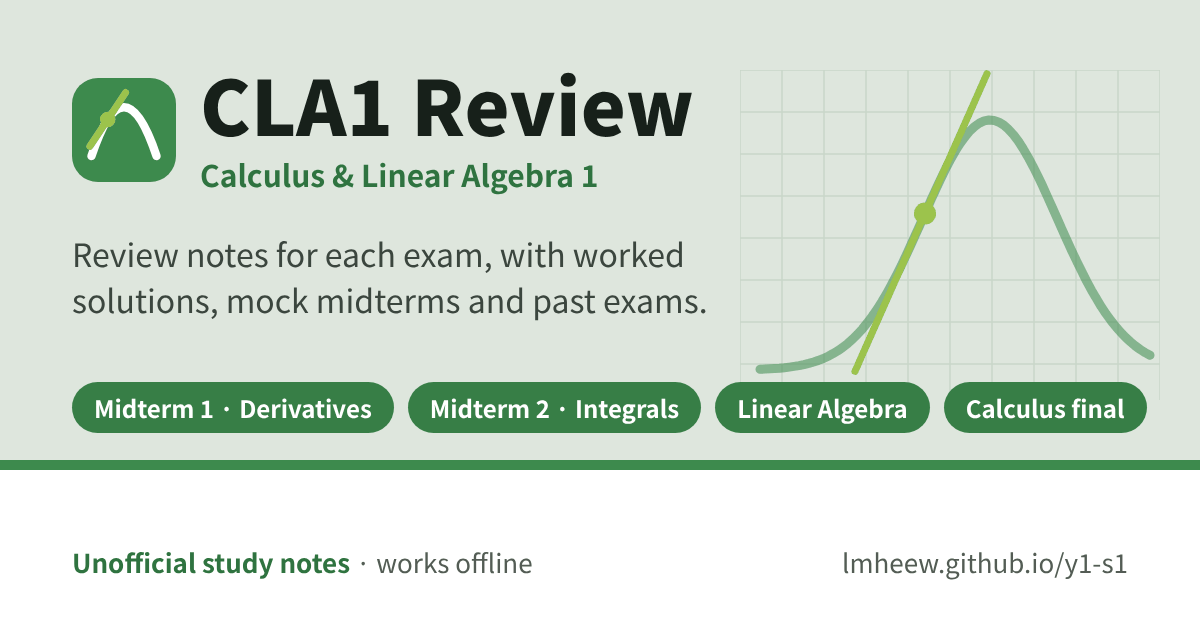 CLA1 Review
Calculus & Linear Algebra 1
Review notes for each exam, with worked
solutions, mock midterms and past exams.
Midterm 1 · Derivatives
Midterm 2 · Integrals
Linear Algebra
Calculus final
Unofficial study notes · works offline
lmheew.github.io/y1-s1